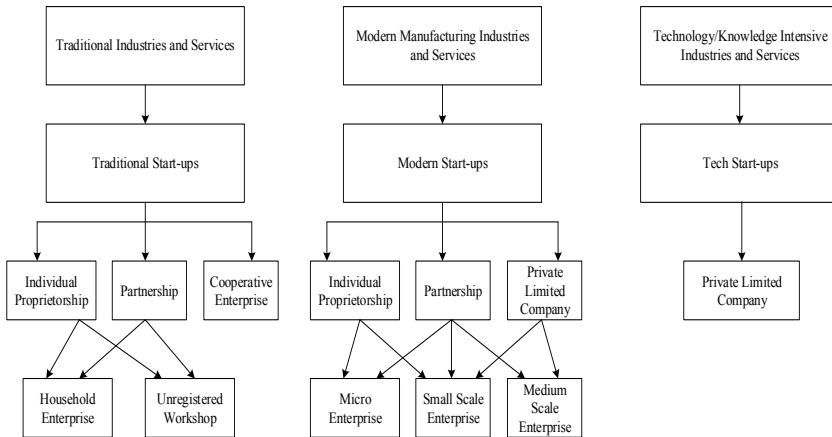 Traditional Industries and Services
Modern Manufacturing Industries
and Services
Technology/Knowledge Intensive
Industries and Services
Traditional Start-ups
Modern Start-ups
Tech Start-ups
Individual
Proprietorship
Partnership
Cooperative
Enterprise
Individual
Proprietorship
Partnership
Private
Limited
Company
Private Limited
Company
Household
Enterprise
Unregistered
Workshop
Micro
Enterprise
Small Scale
Enterprise
Medium
Scale
Enterprise